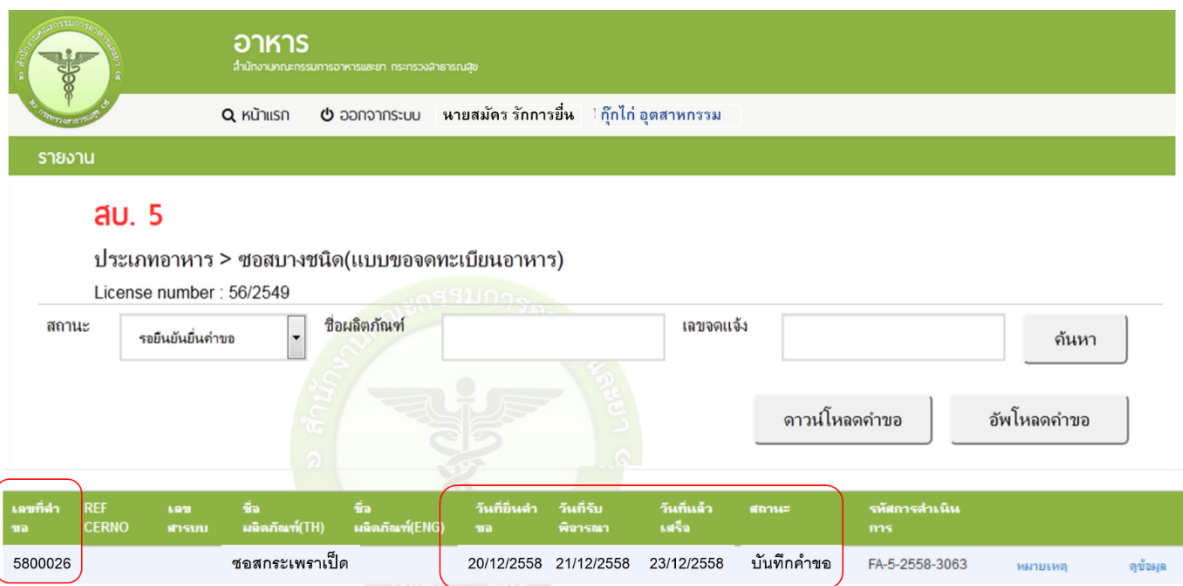 อาหาร
สำนักงานคณะกรรมการอาหารและยา กระทรวงสาธารณสุข
หน้าแรก ออกจากระบบ นายสมัคร รักการยื่น กุ๊กไก่ อุตสาหกรรม
รายงาน
สบ. 5
ประเภทอาหาร > ซอสบางชนิด(แบบขอจดทะเบียนอาหาร)
License number : 56/2549
สถานะ รอยืนยันยื่นคำขอ ชื่อผลิตภัณฑ์ เลขจดแจ้ง ค้นหา
ดาวน์โหลดคำขอ อัพโหลดคำขอ
เลขที่คำ REF เลข ชื่อ ชื่อ วันที่ยื่นคำ วันที่รับ วันที่แล้ว สถานะ รหัสการดำเนิน
ขอ CERNO สารบบ ผลิตภัณฑ์(TH) ผลิตภัณฑ์(ENG) ขอ พิจารณา เสร็จ การ
5800026 ซอสกระเพราเป็ด 20/12/2558 21/12/2558 23/12/2558 บันทึกคำขอ FA-5-2558-3063 หมายเหตุ ดูข้อมูล